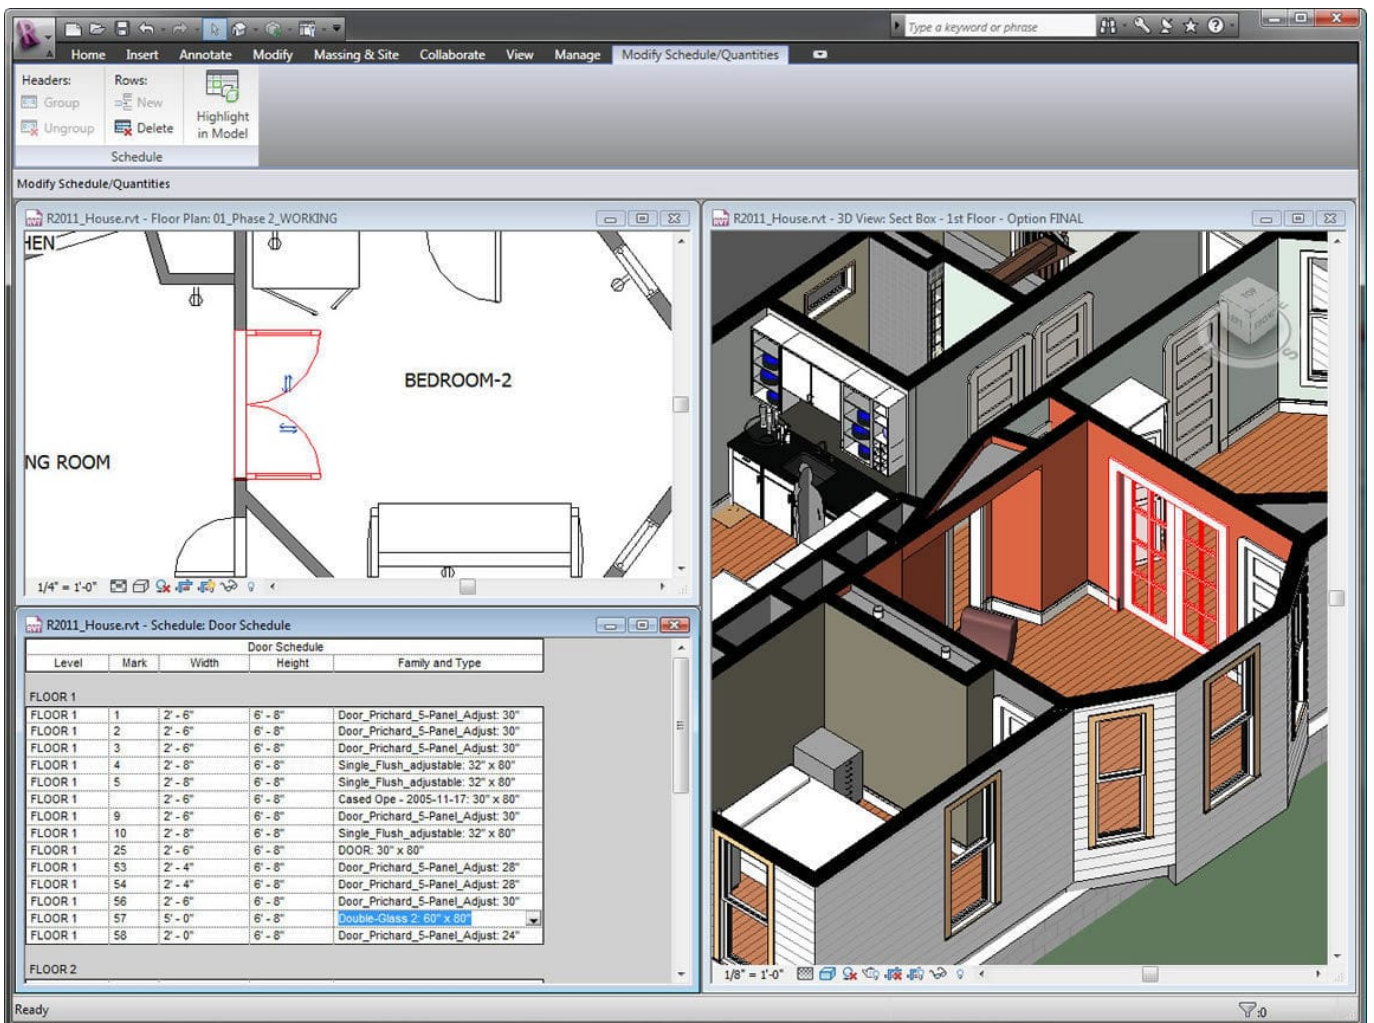 Type a keyword or phrase
Home Insert Annotate Modify Massing & Site Collaborate View Manage Modify Schedule/Quantities
Headers: Rows:
Group New
Ungroup Delete
Highlight in Model
Schedule
Modify Schedule/Quantities
R2011_House.rvt - Floor Plan: 01_Phase 2_WORKING
HEN
BEDROOM-2
NG ROOM
1/4" = 1'-0"
R2011_House.rvt - Schedule: Door Schedule
Door Schedule
Level Mark Width Height Family and Type
FLOOR 1
FLOOR 1 1 2' - 6" 6' - 8" Door_Prichard_5-Panel_Adjust: 30"
FLOOR 1 2 2' - 6" 6' - 8" Door_Prichard_5-Panel_Adjust: 30"
FLOOR 1 3 2' - 6" 6' - 8" Door_Prichard_5-Panel_Adjust: 30"
FLOOR 1 4 2' - 8" 6' - 8" Single_Flush_adjustable: 32" x 80"
FLOOR 1 5 2' - 8" 6' - 8" Single_Flush_adjustable: 32" x 80"
FLOOR 1 2' - 6" 6' - 8" Cased Ope - 2005-11-17: 30" x 80"
FLOOR 1 9 2' - 6" 6' - 8" Door_Prichard_5-Panel_Adjust: 30"
FLOOR 1 10 2' - 8" 6' - 8" Single_Flush_adjustable: 32" x 80"
FLOOR 1 25 2' - 6" 6' - 8" DOOR: 30" x 80"
FLOOR 1 53 2' - 4" 6' - 8" Door_Prichard_5-Panel_Adjust: 28"
FLOOR 1 54 2' - 4" 6' - 8" Door_Prichard_5-Panel_Adjust: 28"
FLOOR 1 56 2' - 6" 6' - 8" Door_Prichard_5-Panel_Adjust: 30"
FLOOR 1 57 5' - 0" 6' - 8" Double-Glass 2: 60" x 80"
FLOOR 1 58 2' - 0" 6' - 8" Door_Prichard_5-Panel_Adjust: 24"
FLOOR 2
R2011_House.rvt - 3D View: Sect Box - 1st Floor - Option FINAL
TOP
1/8" = 1'-0"
Ready
:0